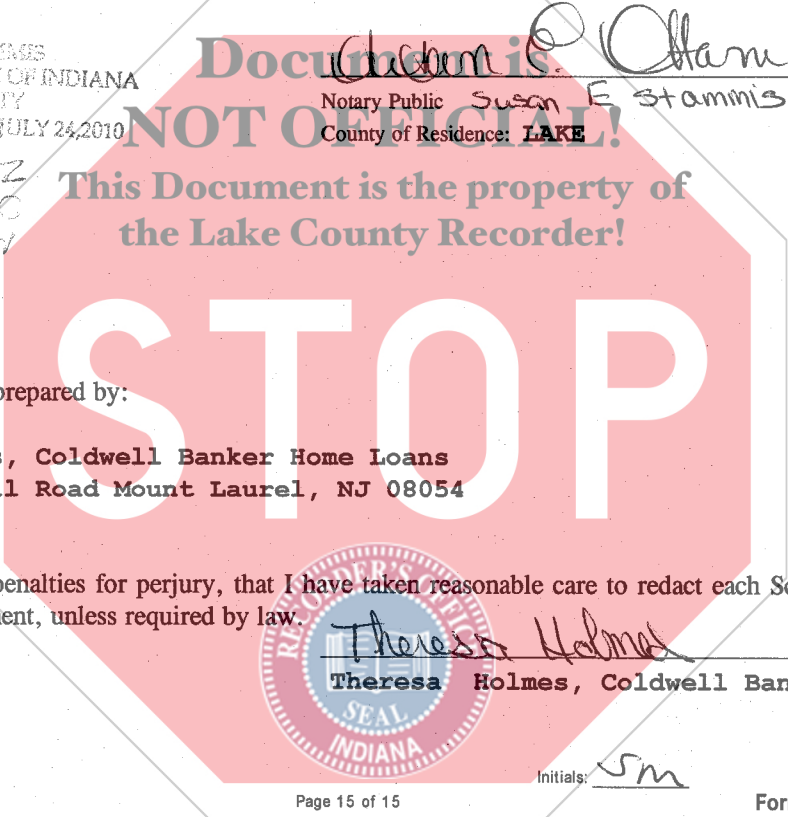 Document is
OF INDIANA
Notary Public Susan E Stammis
JULY 24,2010
NOT OFFICIAL!
County of Residence: LAKE
This Document is the property of
the Lake County Recorder!
STOP
prepared by:
, Coldwell Banker Home Loans
Road Mount Laurel, NJ 08054
penalties for perjury, that I have taken reasonable care to redact each
, unless required by law.
Theresa Holmes
Theresa Holmes, Coldwell
RECORDER'S OFFICE
SEAL
INDIANA
Initials: sm
Page 15 of 15